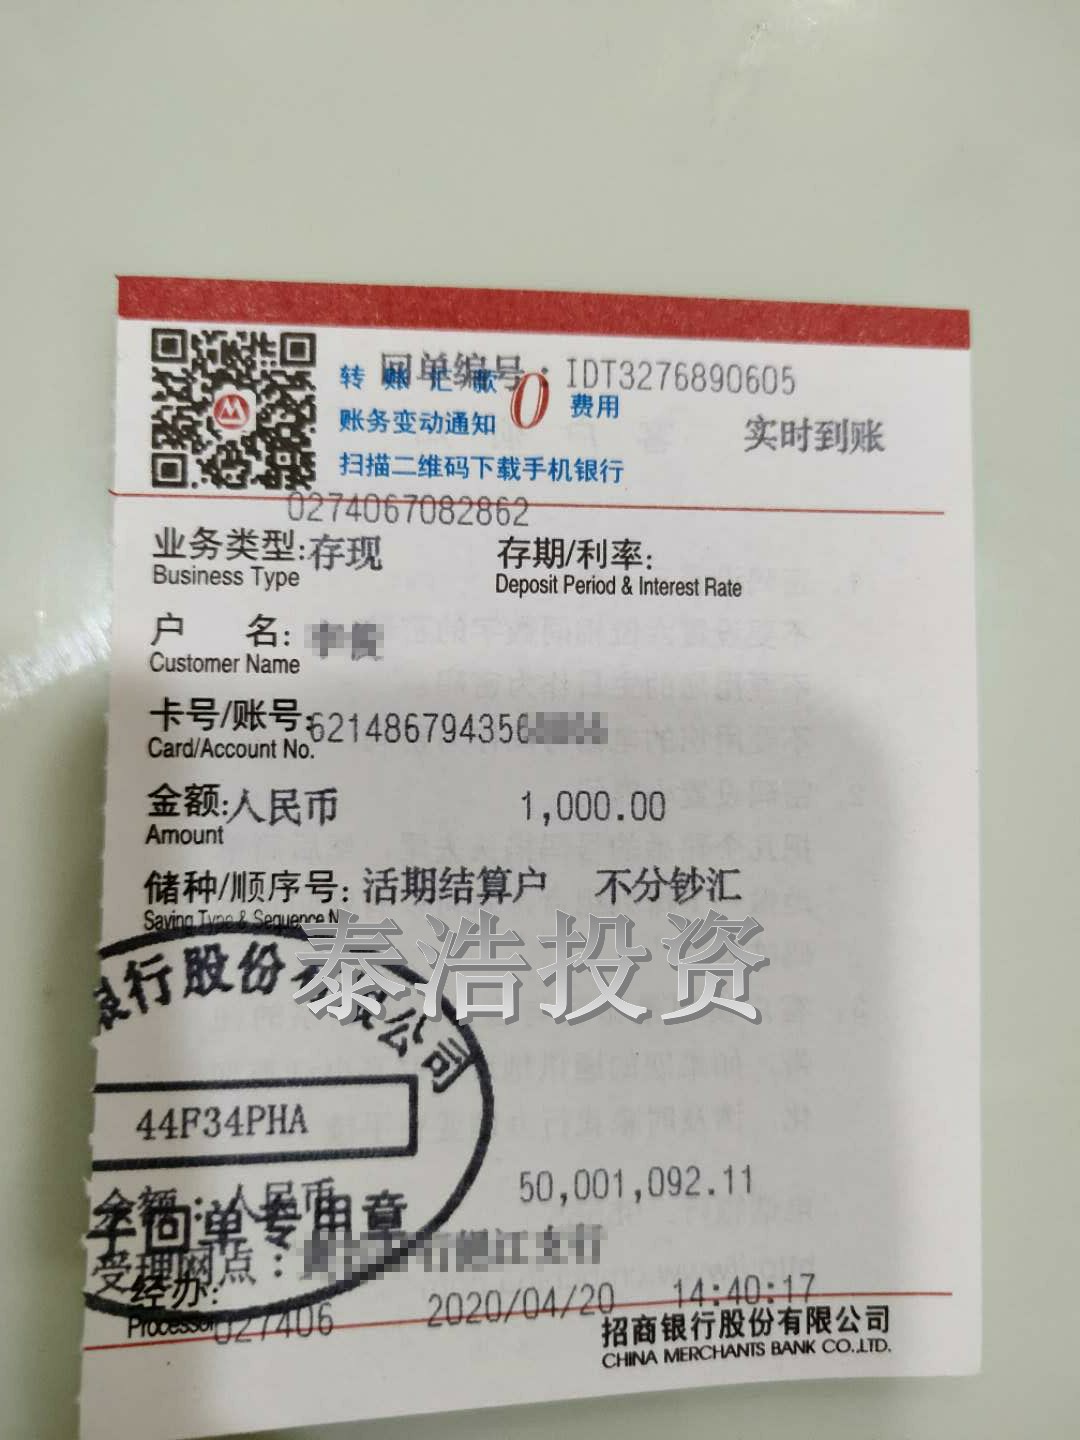 回单编号：IDT3276890605
转账汇款 0 费用
账务变动通知
实时到账
扫描二维码下载手机银行
0274067082862
业务类型:存现 存期/利率:
Business Type Deposit Period & Interest Rate
户 名:
Customer Name
卡号/账号:621486794356
Card/Account No.
金额:人民币 1,000.00
Amount
储种/顺序号: 活期结算户 不分钞汇
Saving Type & Sequence N
泰浩投资
银行股份有限公司
44F34PHA
余额：人民币 50,001,092.11
回单专用章
受理网点：
支行
经办:
Processor 027406 2020/04/20 14:40:17
招商银行股份有限公司
CHINA MERCHANTS BANK CO.,LTD.